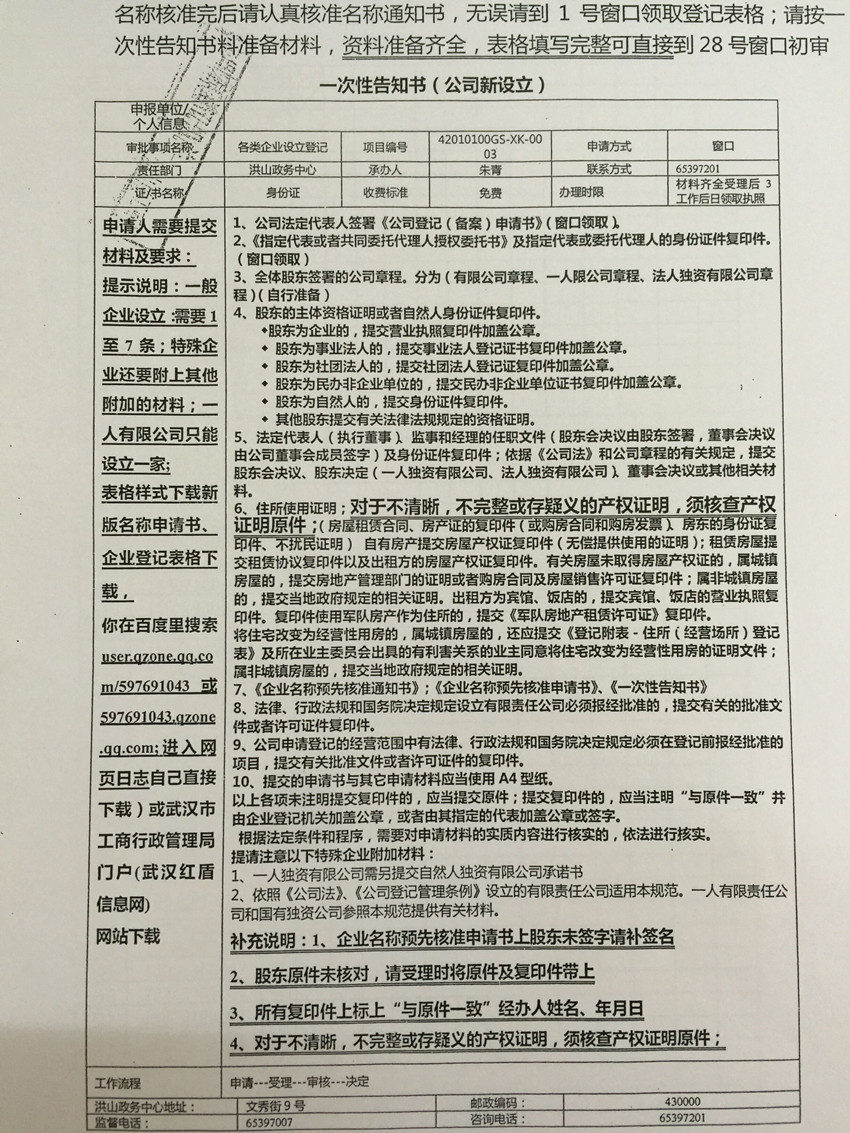 名称核准完后请认真核准名称通知书，无误请到 1 号窗口领取登记表格；请按一
次性告知书料准备材料，资料准备齐全，表格填写完整可直接到 28 号窗口初审
一次性告知书（公司新设立）
申报单位/
个人信息
审批事项名称 各类企业设立登记 项目编号 42010100GS-XK-00
03 申请方式 窗口
责任部门 洪山政务中心 承办人 朱青 联系方式 65397201
证/书名称 身份证 收费标准 免费 办理时限 材料齐全受理后 3
工作后日领取执照
申请人需要提交
材料及要求：
提示说明：一般
企业设立:需要 1
至 7 条；特殊企
业还要附上其他
附加的材料；一
人有限公司只能
设立一家;
表格样式下载新
版名称申请书、
企业登记表格下
载，
你在百度里搜索
user.qzone.qq.co
m/597691043 或
597691043.qzone
.qq.com;进入网
页日志自己直接
下载）或武汉市
工商行政管理局
门户(武汉红盾
信息网)
网站下载
1、公司法定代表人签署《公司登记（备案）申请书》（窗口领取）。
2、《指定代表或者共同委托代理人授权委托书》及指定代表或委托代理人的身份证件复印件。
（窗口领取）
3、全体股东签署的公司章程。分为（有限公司章程、一人限公司章程、法人独资有限公司章
程）（自行准备）
4、股东的主体资格证明或者自然人身份证件复印件。
◆股东为企业的，提交营业执照复印件加盖公章。
◆ 股东为事业法人的，提交事业法人登记证书复印件加盖公章。
◆ 股东为社团法人的，提交社团法人登记证复印件加盖公章。
◆ 股东为民办非企业单位的，提交民办非企业单位证书复印件加盖公章。
◆ 股东为自然人的，提交身份证件复印件。
◆ 其他股东提交有关法律法规规定的资格证明。
5、法定代表人（执行董事）、监事和经理的任职文件（股东会决议由股东签署，董事会决议
由公司董事会成员签字）及身份证件复印件；依据《公司法》和公司章程的有关规定，提交
股东会决议、股东决定（一人独资有限公司、法人独资有限公司）、董事会决议或其他相关材
料。
6、住所使用证明；对于不清晰，不完整或存疑义的产权证明，须核查产权
证明原件；（房屋租赁合同、房产证的复印件（或购房合同和购房发票）、房东的身份证复
印件、不扰民证明） 自有房产提交房屋产权证复印件（无偿提供使用的证明）；租赁房屋提
交租赁协议复印件以及出租方的房屋产权证复印件。有关房屋未取得房屋产权证的，属城镇
房屋的，提交房地产管理部门的证明或者购房合同及房屋销售许可证复印件；属非城镇房屋
的，提交当地政府规定的相关证明。出租方为宾馆、饭店的，提交宾馆、饭店的营业执照复
印件。复印件使用军队房产作为住所的，提交《军队房地产租赁许可证》复印件。
将住宅改变为经营性用房的，属城镇房屋的，还应提交《登记附表－住所（经营场所）登记
表》及所在业主委员会出具的有利害关系的业主同意将住宅改变为经营性用房的证明文件；
属非城镇房屋的，提交当地政府规定的相关证明。
7、《企业名称预先核准通知书》；《企业名称预先核准申请书》、《一次性告知书》
8、法律、行政法规和国务院决定规定设立有限责任公司必须报经批准的，提交有关的批准文
件或者许可证件复印件。
9、公司申请登记的经营范围中有法律、行政法规和国务院决定规定必须在登记前报经批准的
项目，提交有关批准文件或者许可证件的复印件。
10、提交的申请书与其它申请材料应当使用 A4 型纸。
以上各项未注明提交复印件的，应当提交原件；提交复印件的，应当注明“与原件一致”并
由企业登记机关加盖公章，或者由其指定的代表加盖公章或签字。
根据法定条件和程序，需要对申请材料的实质内容进行核实的，依法进行核实。
提请注意以下特殊企业附加材料：
1、一人独资有限公司需另提交自然人独资有限公司承诺书
2、依照《公司法》、《公司登记管理条例》设立的有限责任公司适用本规范。一人有限责任公
司和国有独资公司参照本规范提供有关材料。
补充说明：1、企业名称预先核准申请书上股东未签字请补签名
2、股东原件未核对，请受理时将原件及复印件带上
3、所有复印件上标上“与原件一致”经办人姓名、年月日
4、对于不清晰，不完整或存疑义的产权证明，须核查产权证明原件；
工作流程 申请---受理---审核---决定
洪山政务中心地址： 文秀街 9 号 邮政编码： 430000
监督电话： 65397007 咨询电话： 65397201